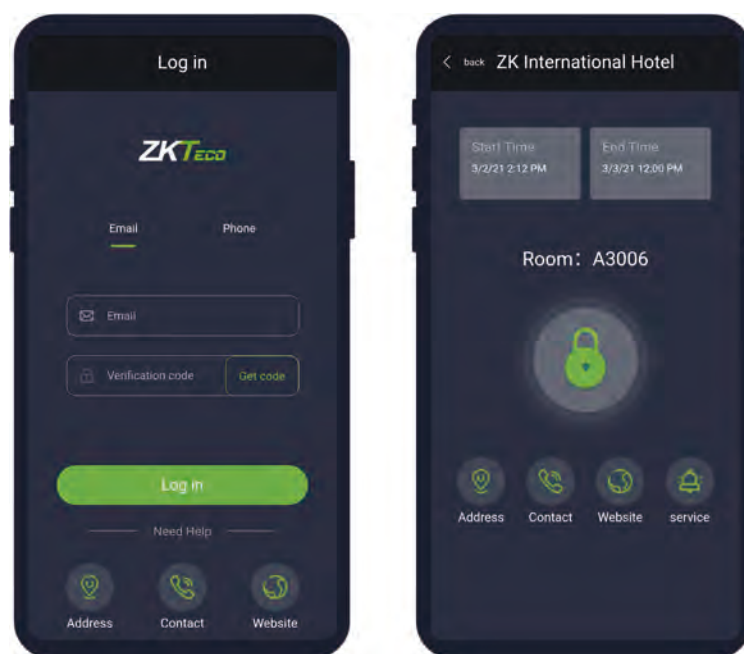 Log in
ZKTeco
Email
Phone
Email
Verification code
Get code
Log in
Need Help
Address
Contact
Website
back
ZK International Hotel
Start Time
3/2/21 2:12 PM
End Time
3/3/21 12:00 PM
Room: A3006
Address
Contact
Website
service